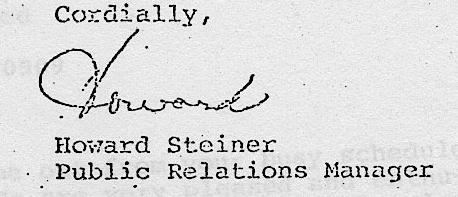 Cordially,
Howard
Howard Steiner
Public Relations Manager